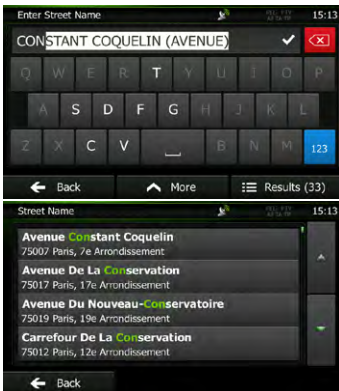 Enter Street Name 15:13
CONSTANT COQUELIN (AVENUE)
Q W E R T Y U I O P
A S D F G H J K L
Z X C V B N M 123
Back More Results (33)
Street Name 15:13
Avenue Constant Coquelin
75007 Paris, 7e Arrondissement
Avenue De La Conservation
75017 Paris, 17e Arrondissement
Avenue Du Nouveau-Conservatoire
75019 Paris, 19e Arrondissement
Carrefour De La Conservation
75012 Paris, 12e Arrondissement
Back